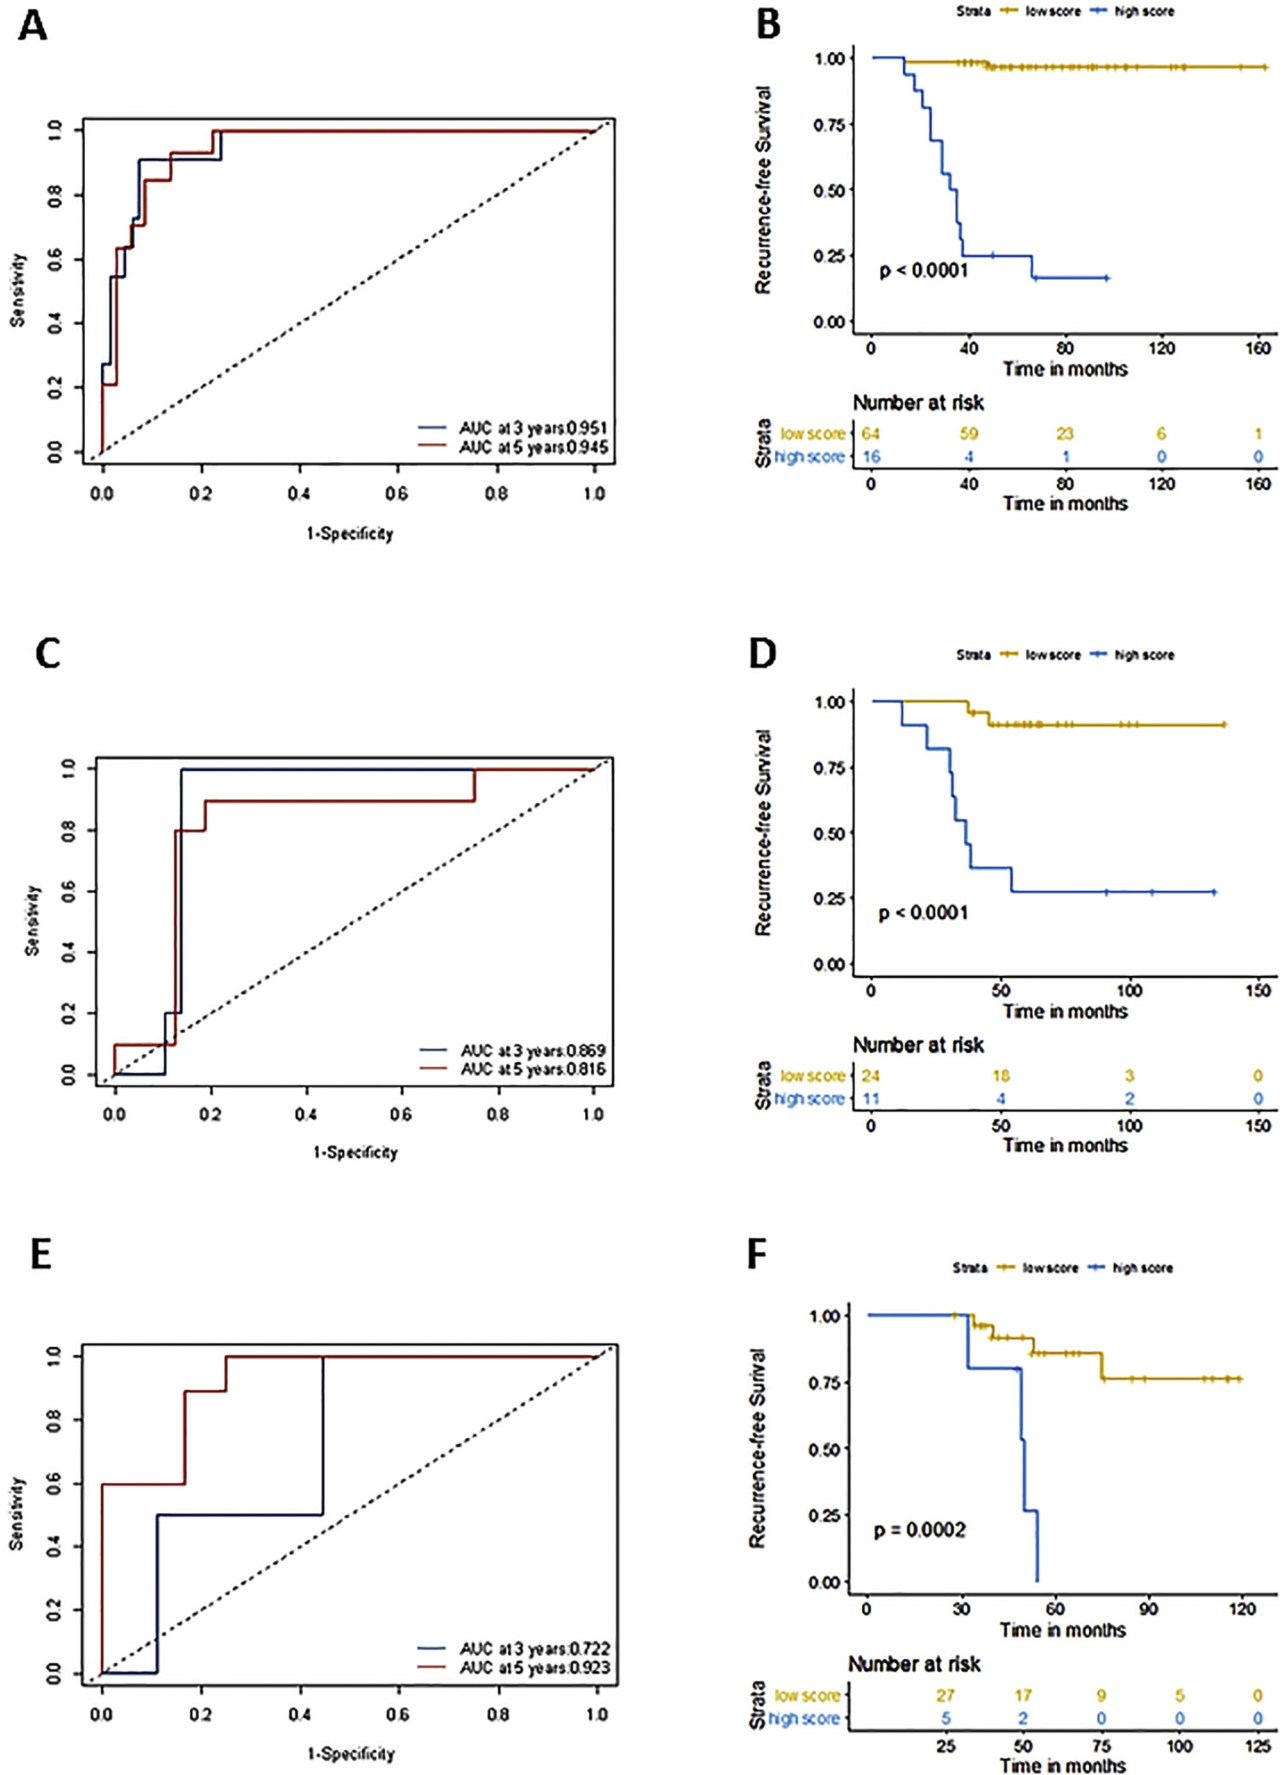 A
1.0
0.8
0.6
0.4
0.2
0.0
Sensitivity
AUC at 3 years:0.951
AUC at 5 years:0.945
0.0 0.2 0.4 0.6 0.8 1.0
1-Specificity
B
Strata low score high score
1.00
0.75
0.50
0.25
0.00
Recurrence-free Survival
p < 0.0001
0 40 80 120 160
Time in months
Number at risk
Strata
low score 64 59 23 6 1
high score 16 4 1 0 0
0 40 80 120 160
Time in months
C
1.0
0.8
0.6
0.4
0.2
0.0
Sensitivity
AUC at 3 years:0.869
AUC at 5 years:0.816
0.0 0.2 0.4 0.6 0.8 1.0
1-Specificity
D
Strata low score high score
1.00
0.75
0.50
0.25
0.00
Recurrence-free Survival
p < 0.0001
0 50 100 150
Time in months
Number at risk
Strata
low score 24 18 3 0
high score 11 4 2 0
0 50 100 150
Time in months
E
1.0
0.8
0.6
0.4
0.2
0.0
Sensitivity
AUC at 3 years:0.722
AUC at 5 years:0.923
0.0 0.2 0.4 0.6 0.8 1.0
1-Specificity
F
Strata low score high score
1.00
0.75
0.50
0.25
0.00
Recurrence-free Surival
p = 0.0002
0 30 60 90 120
Time in months
Number at risk
Strata
low score 27 17 9 5 0
high score 5 2 0 0 0
25 50 75 100 125
Time in months